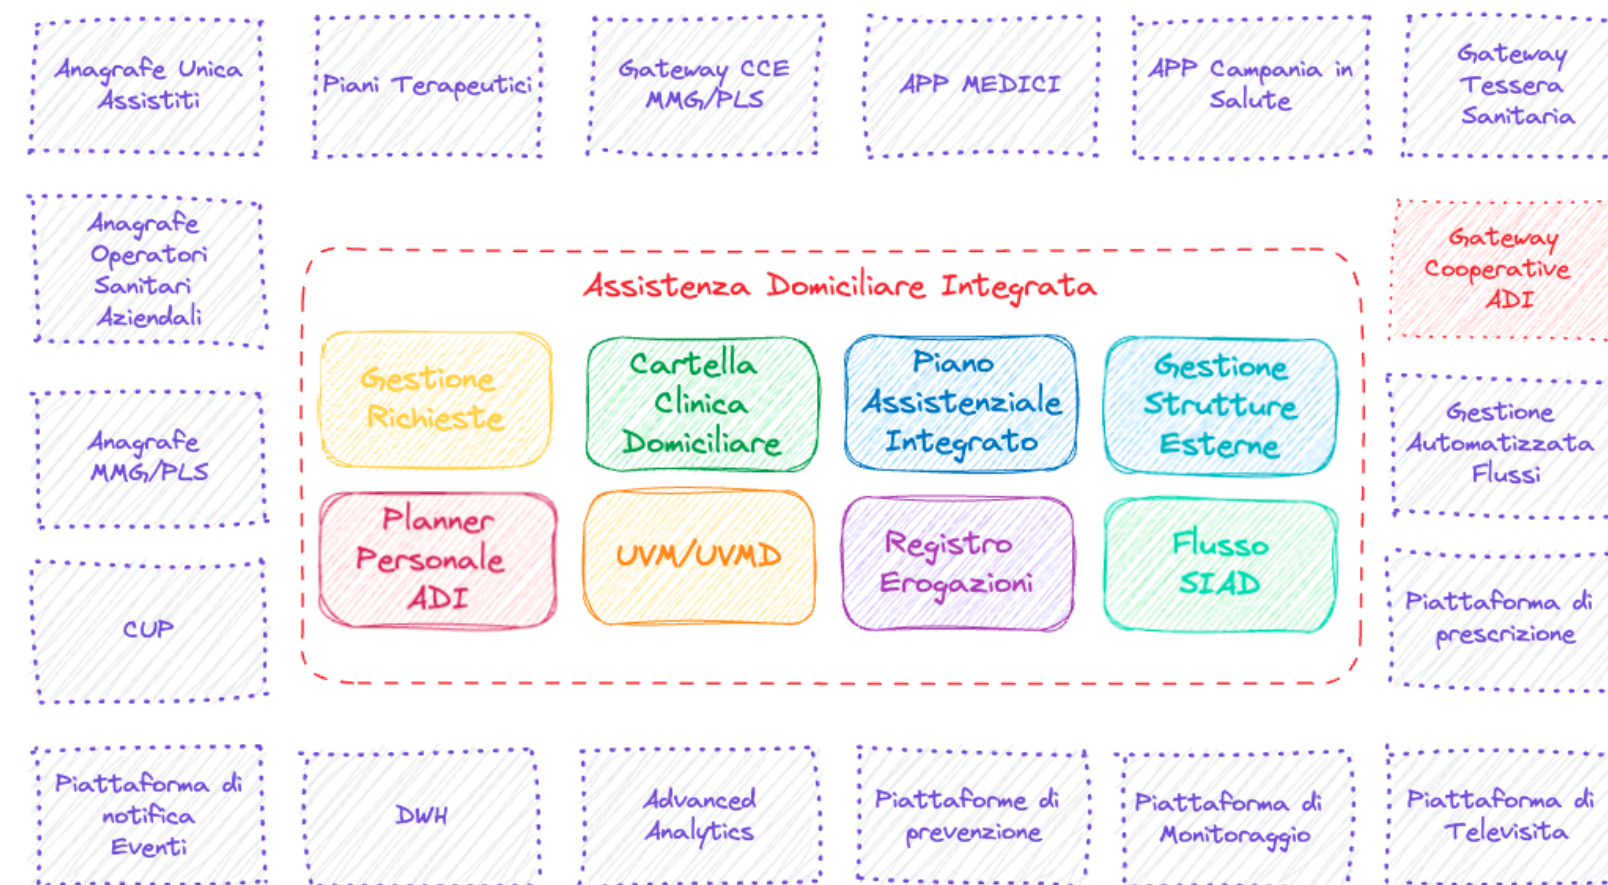 Anagrafe Unica
Assistiti
Piani Terapeutici
Gateway CCE
MMG/PLS
APP MEDICI
APP Campania in
Salute
Gateway
Tessera
Sanitaria
Anagrafe
Operatori
Sanitari
Aziendali
Gateway
Cooperative
ADI
Assistenza Domiciliare Integrata
Gestione
Richieste
Cartella
Clinica
Domiciliare
Piano
Assistenziale
Integrato
Gestione
Strutture
Esterne
Anagrafe
MMG/PLS
Gestione
Automatizzata
Flussi
Planner
Personale
ADI
UVM/UVMD
Registro
Erogazioni
Flusso
SIAD
CUP
Piattaforma di
prescrizione
Piattaforma di
notifica
Eventi
DWH
Advanced
Analytics
Piattaforme di
prevenzione
Piattaforma di
Monitoraggio
Piattaforma di
Televisita